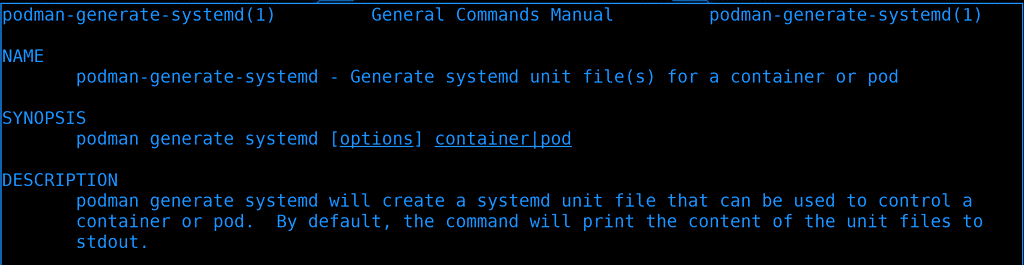 podman-generate-systemd(1) General Commands Manual podman-generate-systemd(1)
NAME
podman-generate-systemd - Generate systemd unit file(s) for a container or pod
SYNOPSIS
podman generate systemd [options] container|pod
DESCRIPTION
podman generate systemd will create a systemd unit file that can be used to control a
container or pod.  By default, the command will print the content of the unit files to
stdout.